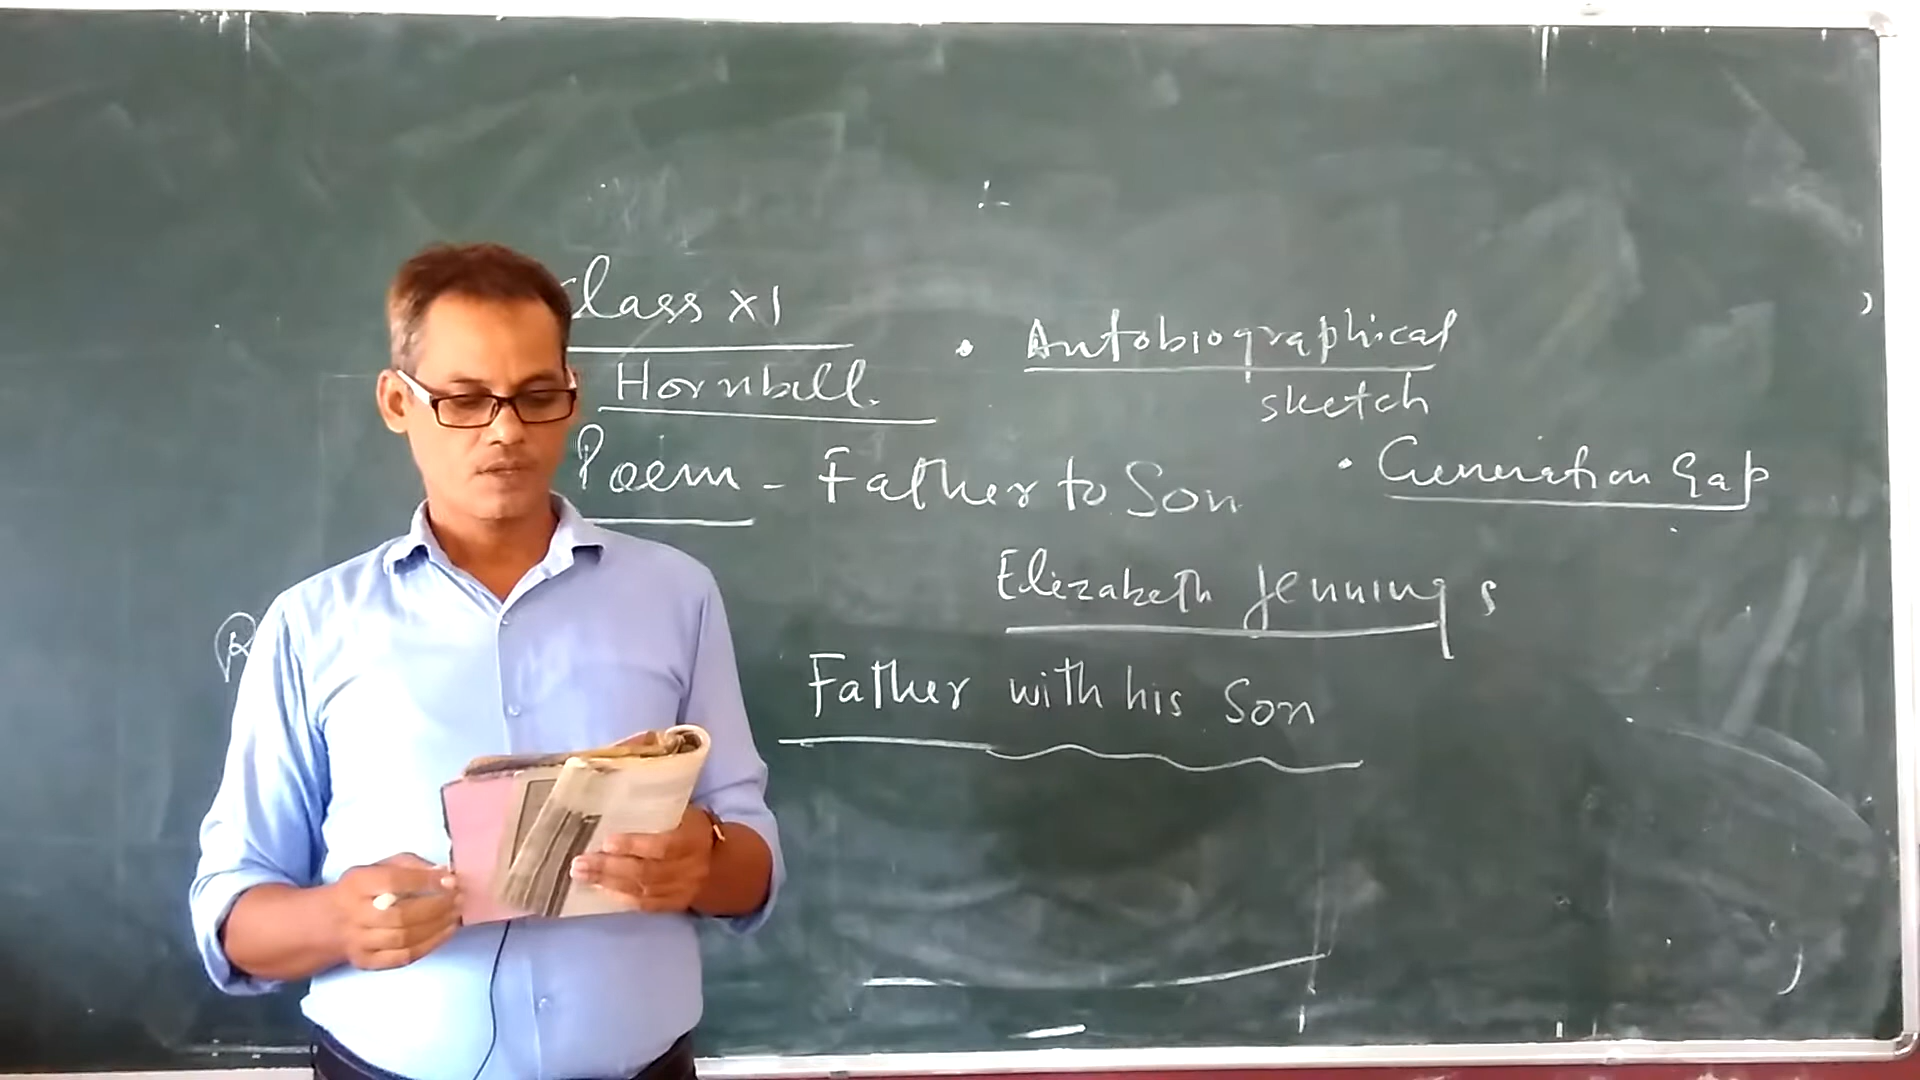 Class XI
Hornbill.
Poem - Father to Son
Elizabeth Jennings
Father with his Son
• Autobiographical
sketch
• Generation Gap